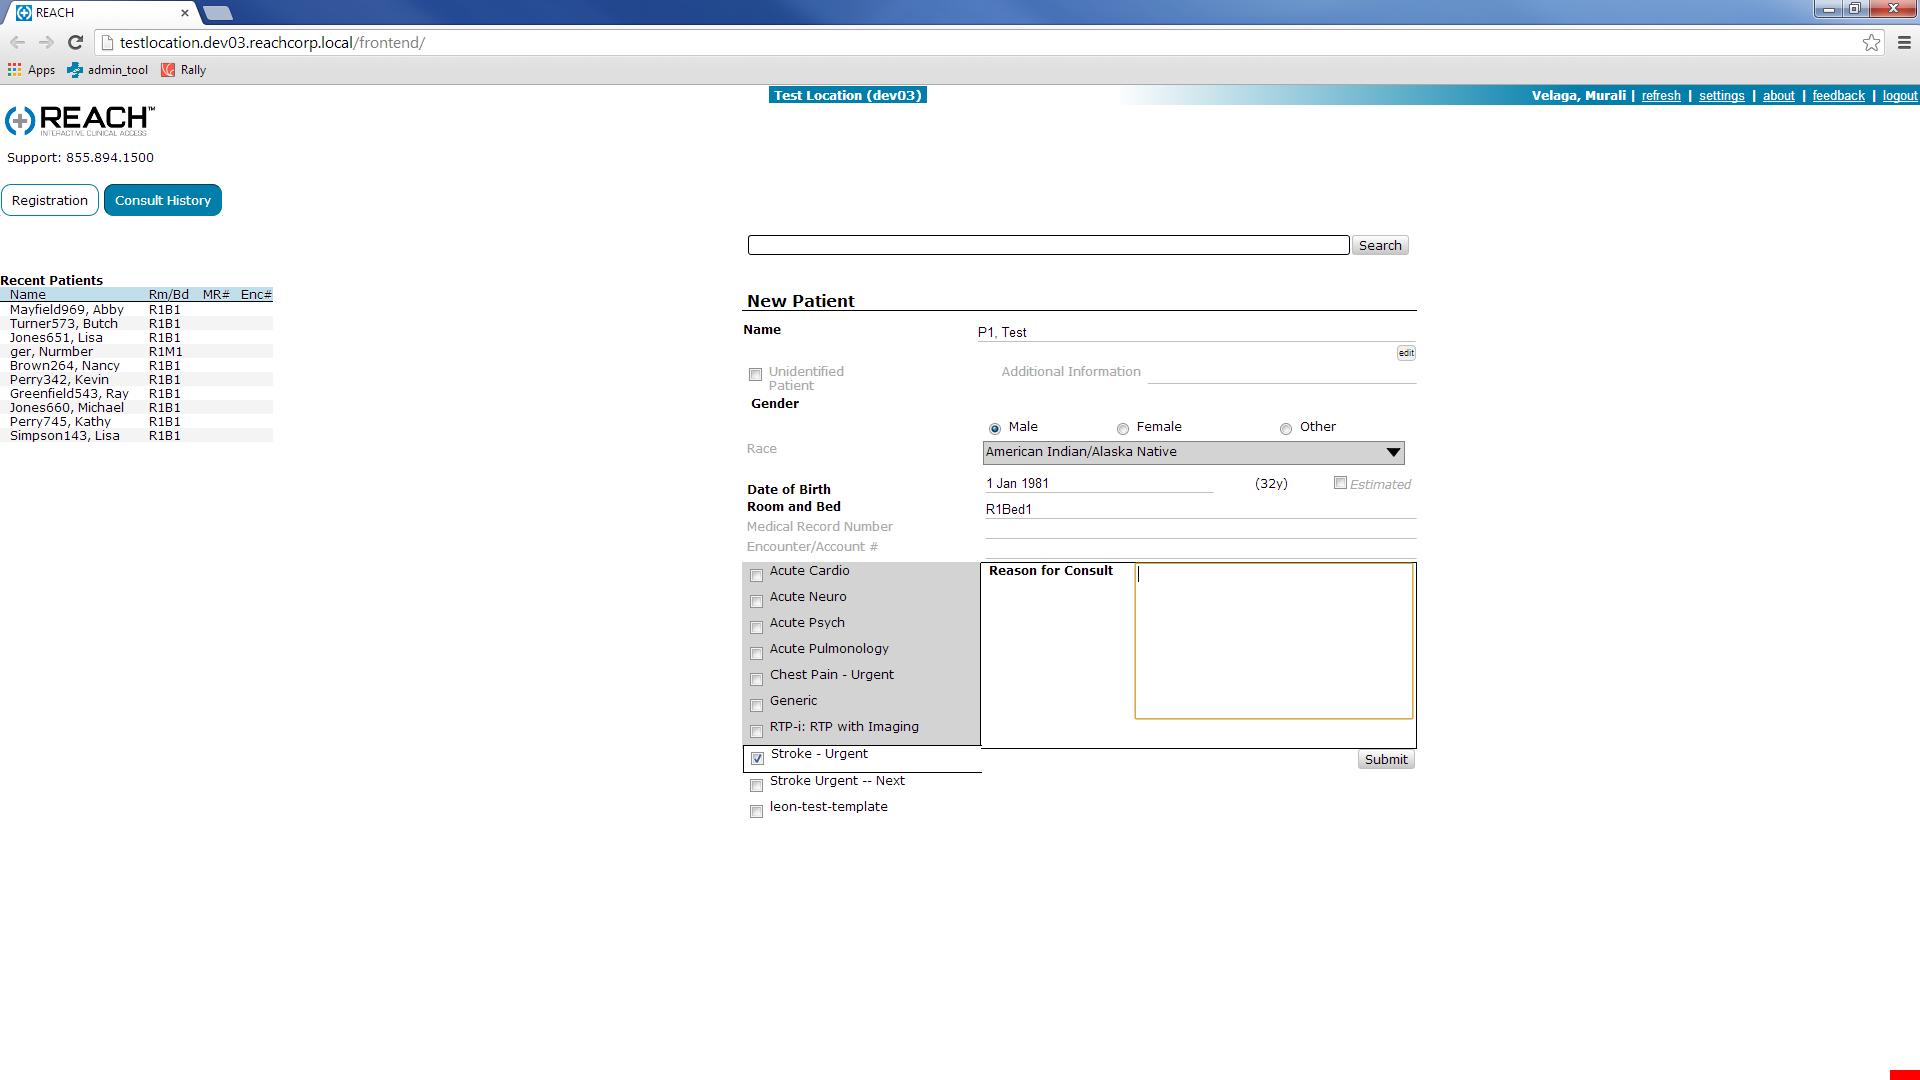 REACH
testlocation.dev03.reachcorp.local/frontend/
Apps admin_tool Rally
Test Location (dev03)
Velaga, Murali | refresh | settings | about | feedback | logout
REACH™
INTERACTIVE CLINICAL ACCESS
Support: 855.894.1500
Registration Consult History
Search
Recent Patients
Name Rm/Bd MR# Enc#
Mayfield969, Abby R1B1
Turner573, Butch R1B1
Jones651, Lisa R1B1
ger, Nurmber R1M1
Brown264, Nancy R1B1
Perry342, Kevin R1B1
Greenfield543, Ray R1B1
Jones660, Michael R1B1
Perry745, Kathy R1B1
Simpson143, Lisa R1B1
New Patient
Name P1, Test
edit
Unidentified Patient Additional Information
Gender
Male Female Other
Race American Indian/Alaska Native
Date of Birth 1 Jan 1981 (32y) Estimated
Room and Bed R1Bed1
Medical Record Number
Encounter/Account #
Acute Cardio
Acute Neuro
Acute Psych
Acute Pulmonology
Chest Pain - Urgent
Generic
RTP-i: RTP with Imaging
Stroke - Urgent
Stroke Urgent -- Next
leon-test-template
Reason for Consult
Submit